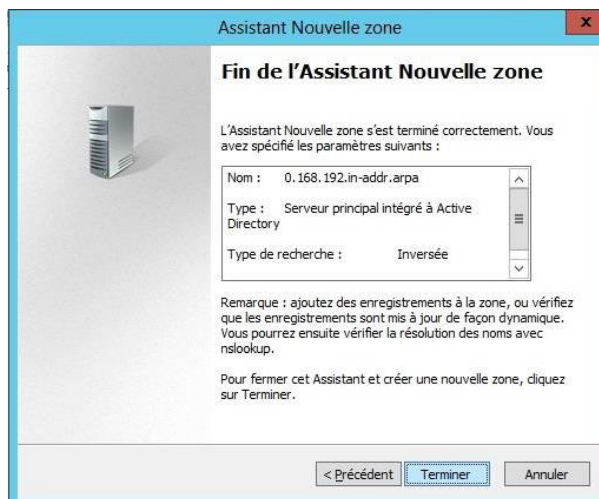 Assistant Nouvelle zone
x
Fin de l'Assistant Nouvelle zone
L'Assistant Nouvelle zone s'est terminé correctement. Vous
avez spécifié les paramètres suivants :
Nom : 0.168.192.in-addr.arpa
Type : Serveur principal intégré à Active
Directory
Type de recherche : Inversée
Remarque : ajoutez des enregistrements à la zone, ou vérifiez
que les enregistrements sont mis à jour de façon dynamique.
Vous pourrez ensuite vérifier la résolution des noms avec
nslookup.
Pour fermer cet Assistant et créer une nouvelle zone, cliquez
sur Terminer.
< Précédent Terminer Annuler